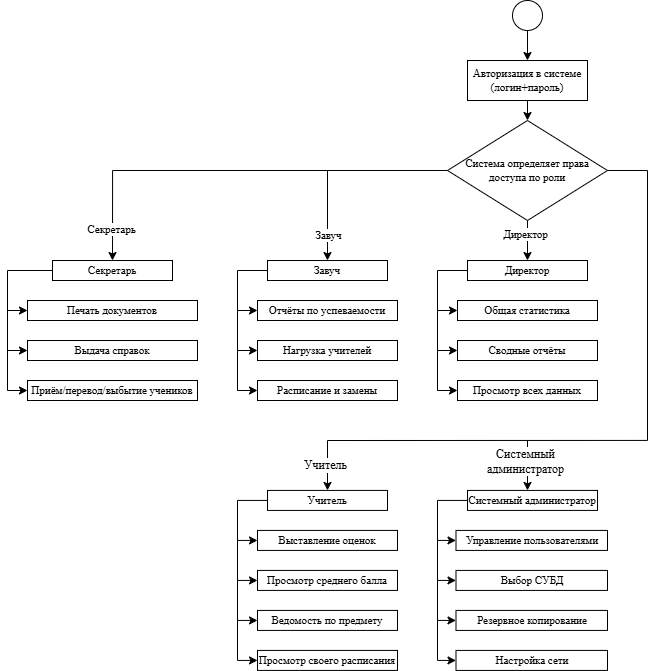 Авторизация в системе
(логин+пароль)
Система определяет права
доступа по роли
Секретарь
Завуч
Директор
Секретарь
Завуч
Директор
Печать документов
Отчёты по успеваемости
Общая статистика
Выдача справок
Нагрузка учителей
Сводные отчёты
Приём/перевод/выбытие учеников
Расписание и замены
Просмотр всех данных
Учитель
Системный
администратор
Учитель
Системный администратор
Выставление оценок
Управление пользователями
Просмотр среднего балла
Выбор СУБД
Ведомость по предмету
Резервное копирование
Просмотр своего расписания
Настройка сети